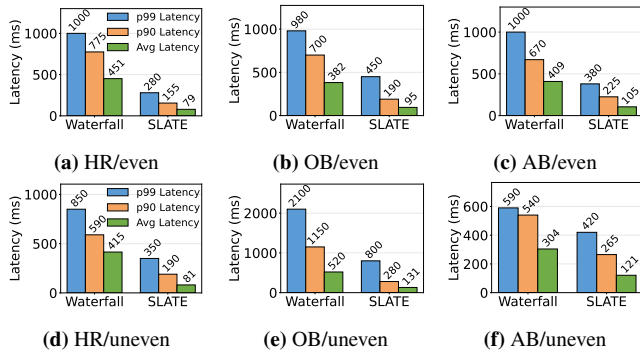 Latency (ms)
1000
500
0
1000
775
451
280
155
79
p99 Latency
p90 Latency
Avg Latency
Waterfall SLATE
(a) HR/even
Latency (ms)
1000
500
0
980
700
382
450
190
95
Waterfall SLATE
(b) OB/even
Latency (ms)
1000
500
0
1000
670
409
380
225
105
Waterfall SLATE
(c) AB/even
Latency (ms)
1000
500
0
850
590
415
350
190
81
p99 Latency
p90 Latency
Avg Latency
Waterfall SLATE
(d) HR/uneven
Latency (ms)
2000
1000
0
2100
1150
520
800
280
131
Waterfall SLATE
(e) OB/uneven
Latency (ms)
600
400
200
0
590
540
304
420
265
121
Waterfall SLATE
(f) AB/uneven